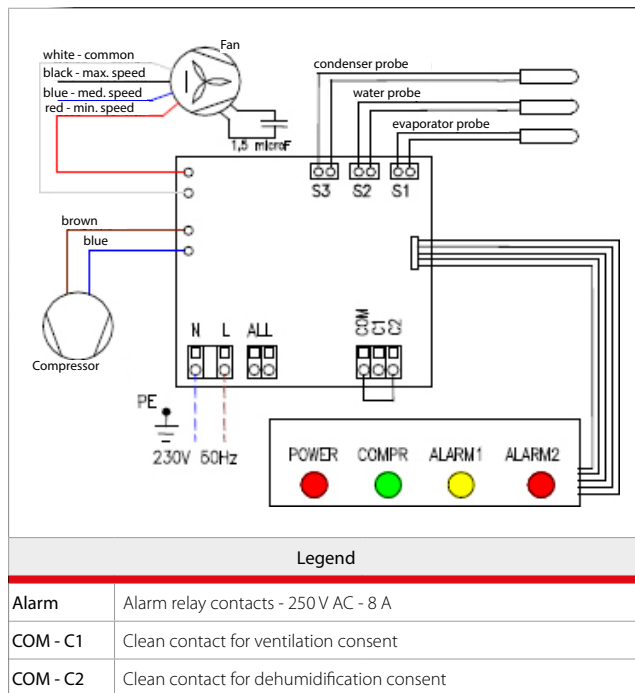 white - common
Fan
black - max. speed
blue - med. speed
red - min. speed
1,5 microF
condenser probe
water probe
evaporator probe
S3 S2 S1
brown
blue
Compressor
N L ALL
COM C1 C2
PE
230V 50Hz
POWER COMPR ALARM1 ALARM2
Legend
Alarm Alarm relay contacts - 250 V AC - 8 A
COM - C1 Clean contact for ventilation consent
COM - C2 Clean contact for dehumidification consent